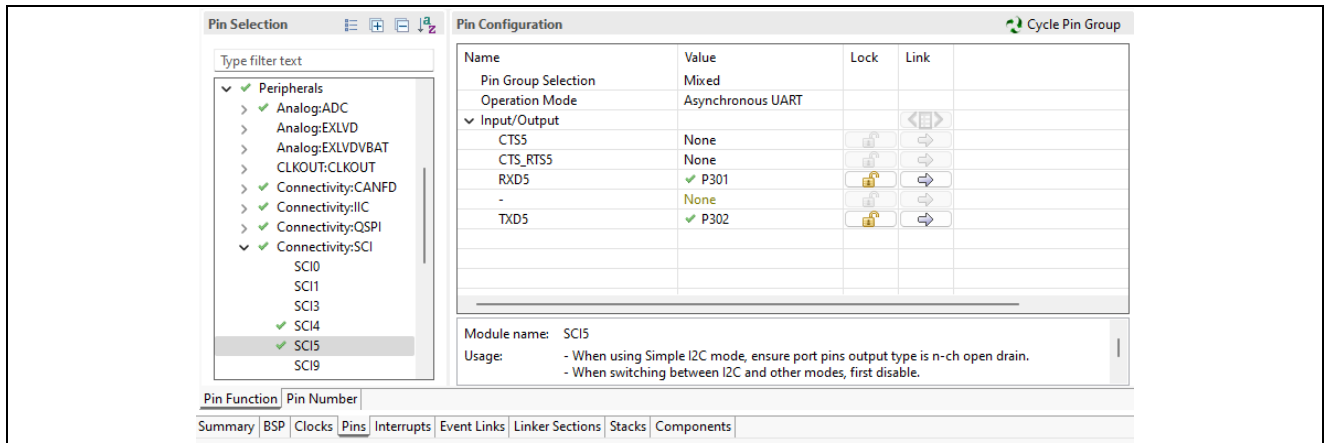 Pin Selection
Type filter text
Peripherals
Analog:ADC
Analog:EXLVD
Analog:EXLVDVBAT
CLKOUT:CLKOUT
Connectivity:CANFD
Connectivity:IIC
Connectivity:QSPI
Connectivity:SCI
SCI0
SCI1
SCI3
SCI4
SCI5
SCI9
Pin Configuration
Cycle Pin Group
Name Value Lock Link
Pin Group Selection Mixed
Operation Mode Asynchronous UART
Input/Output
CTS5 None
CTS_RTS5 None
RXD5 P301
- None
TXD5 P302
Module name: SCI5
Usage: - When using Simple I2C mode, ensure port pins output type is n-ch open drain.
- When switching between I2C and other modes, first disable.
Pin Function Pin Number
Summary BSP Clocks Pins Interrupts Event Links Linker Sections Stacks Components